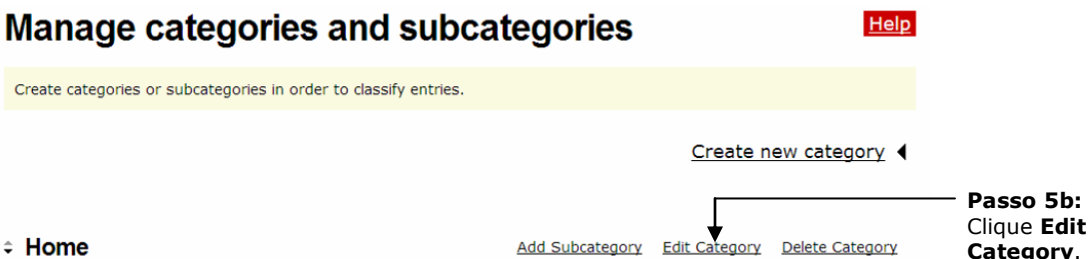 Manage categories and subcategories
Help
Create categories or subcategories in order to classify entries.
Create new category
Passo 5b:
Clique Edit
Category.
Home
Add Subcategory Edit Category Delete Category